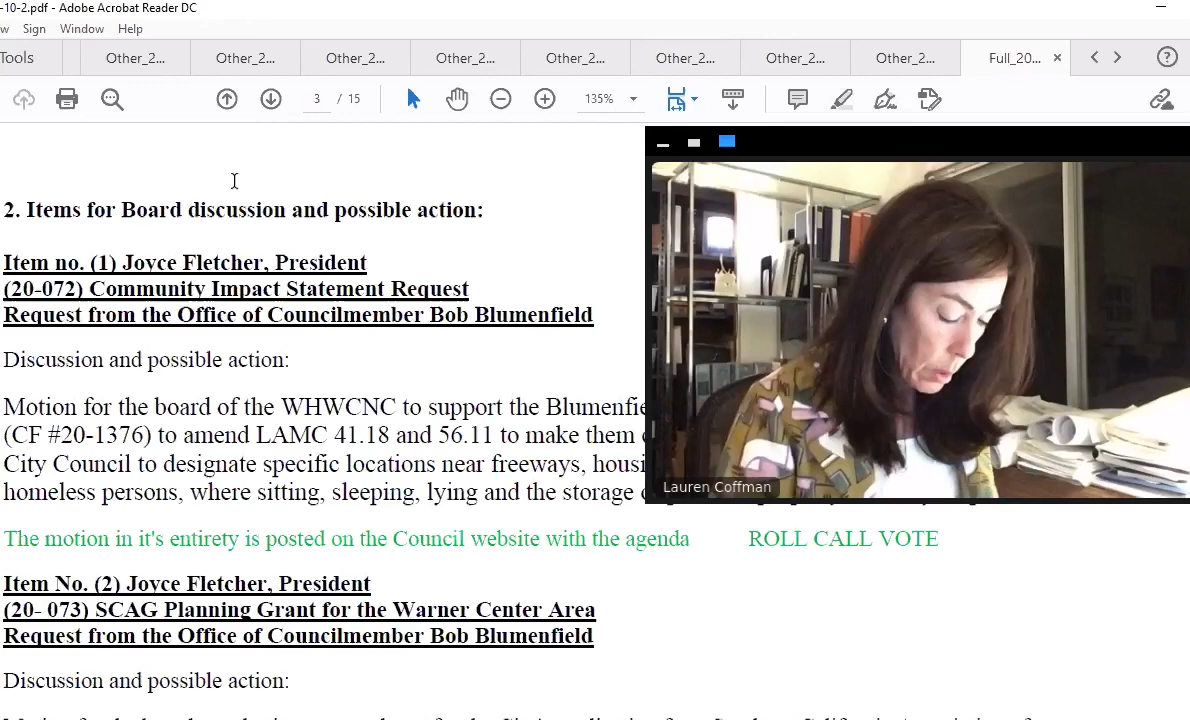 -10-2.pdf - Adobe Acrobat Reader DC
w Sign Window Help
Tools Other_2... Other_2... Other_2... Other_2... Other_2... Other_2... Other_2... Other_2... Full_20...
3 / 15 135%
2. Items for Board discussion and possible action:
Item no. (1) Joyce Fletcher, President
(20-072) Community Impact Statement Request
Request from the Office of Councilmember Bob Blumenfield
Discussion and possible action:
Motion for the board of the WHWCNC to support the Blumenfie
(CF #20-1376) to amend LAMC 41.18 and 56.11 to make them
City Council to designate specific locations near freeways, housi
homeless persons, where sitting, sleeping, lying and the storage
Lauren Coffman
The motion in it's entirety is posted on the Council website with the agenda ROLL CALL VOTE
Item No. (2) Joyce Fletcher, President
(20- 073) SCAG Planning Grant for the Warner Center Area
Request from the Office of Councilmember Bob Blumenfield
Discussion and possible action: